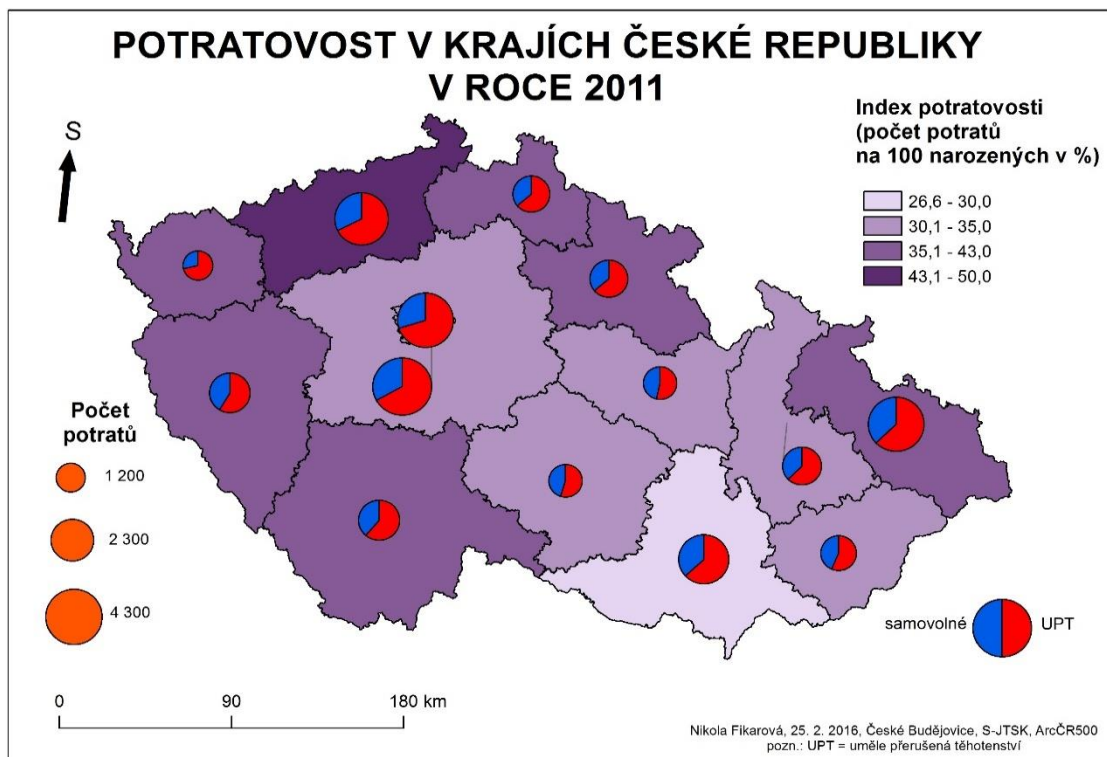 POTRATOVOST V KRAJÍCH ČESKÉ REPUBLIKY
V ROCE 2011
S
Index potratovosti
(počet potratů
na 100 narozených v %)
26,6 - 30,0
30,1 - 35,0
35,1 - 43,0
43,1 - 50,0
Počet
potratů
1 200
2 300
4 300
samovolné
UPT
0
90
180 km
Nikola Fikarová, 25. 2. 2016, České Budějovice, S-JTSK, ArcČR500
pozn.: UPT = uměle přerušená těhotenství